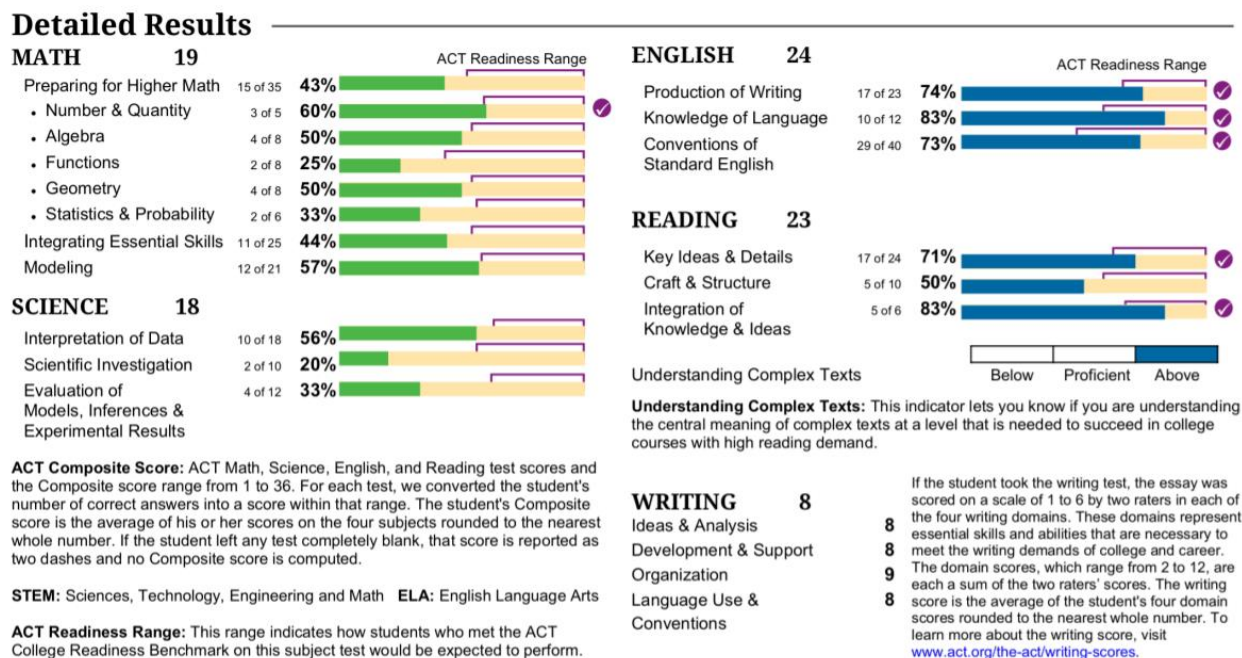 Detailed Results
MATH 19
ACT Readiness Range
Preparing for Higher Math 15 of 35 43%
• Number & Quantity 3 of 5 60%
• Algebra 4 of 8 50%
• Functions 2 of 8 25%
• Geometry 4 of 8 50%
• Statistics & Probability 2 of 6 33%
Integrating Essential Skills 11 of 25 44%
Modeling 12 of 21 57%
SCIENCE 18
Interpretation of Data 10 of 18 56%
Scientific Investigation 2 of 10 20%
Evaluation of 4 of 12 33%
Models, Inferences &
Experimental Results
ACT Composite Score: ACT Math, Science, English, and Reading test scores and
the Composite score range from 1 to 36. For each test, we converted the student's
number of correct answers into a score within that range. The student's Composite
score is the average of his or her scores on the four subjects rounded to the nearest
whole number. If the student left any test completely blank, that score is reported as
two dashes and no Composite score is computed.
STEM: Sciences, Technology, Engineering and Math ELA: English Language Arts
ACT Readiness Range: This range indicates how students who met the ACT
College Readiness Benchmark on this subject test would be expected to perform.
ENGLISH 24
ACT Readiness Range
Production of Writing 17 of 23 74%
Knowledge of Language 10 of 12 83%
Conventions of 29 of 40 73%
Standard English
READING 23
Key Ideas & Details 17 of 24 71%
Craft & Structure 5 of 10 50%
Integration of 5 of 6 83%
Knowledge & Ideas
Understanding Complex Texts Below Proficient Above
Understanding Complex Texts: This indicator lets you know if you are understanding
the central meaning of complex texts at a level that is needed to succeed in college
courses with high reading demand.
WRITING 8
Ideas & Analysis 8
Development & Support 8
Organization 9
Language Use & 8
Conventions
If the student took the writing test, the essay was
scored on a scale of 1 to 6 by two raters in each of
the four writing domains. These domains represent
essential skills and abilities that are necessary to
meet the writing demands of college and career.
The domain scores, which range from 2 to 12, are
each a sum of the two raters' scores. The writing
score is the average of the student's four domain
scores rounded to the nearest whole number. To
learn more about the writing score, visit
www.act.org/the-act/writing-scores.